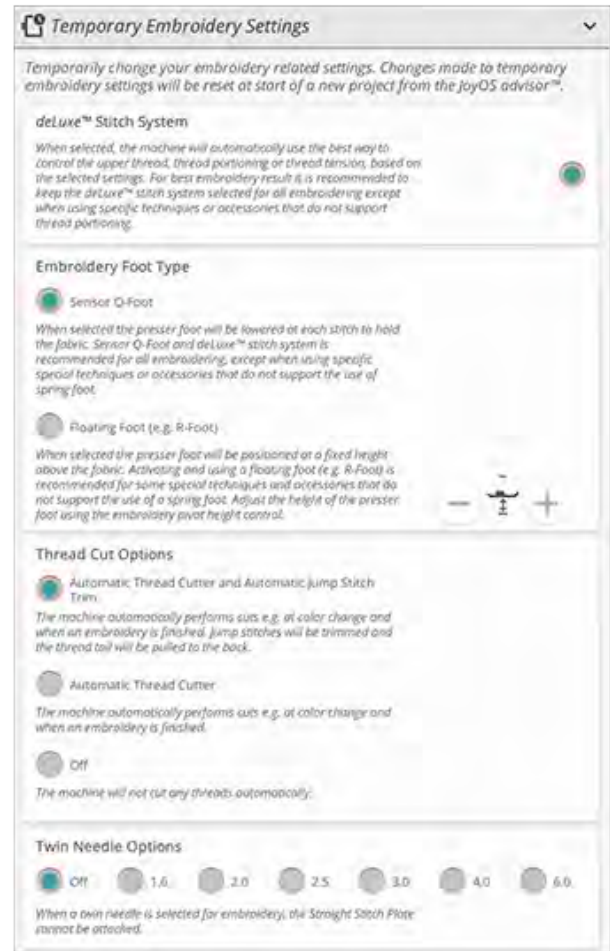 Temporary Embroidery Settings
Temporarily change your embroidery related settings. Changes made to temporary
embroidery settings will be reset at start of a new project from the JoyOS advisor™.
deLuxe™ Stitch System
When selected, the machine will automatically use the best way to
control the upper thread, thread portioning or thread tension, based on
the selected settings. For best embroidery result it is recommended to
keep the deLuxe™ stitch system selected for all embroidering except
when using specific techniques or accessories that do not support
thread portioning.
Embroidery Foot Type
Sensor Q-Foot
When selected the presser foot will be lowered at each stitch to hold
the fabric. Sensor Q-Foot and deLuxe™ stitch system is
recommended for all embroidering, except when using specific
special techniques or accessories that do not support the use of
spring foot.
Floating Foot (e.g. R-Foot)
When selected the presser foot will be positioned at a fixed height
above the fabric. Activating and using a floating foot (e.g. R-Foot) is
recommended for some special techniques and accessories that do
not support the use of a spring foot. Adjust the height of the presser
foot using the embroidery pivot height control.
Thread Cut Options
Automatic Thread Cutter and Automatic Jump Stitch
Trim
The machine automatically performs cuts e.g. at color change and
when an embroidery is finished. Jump stitches will be trimmed and
the thread tail will be pulled to the back.
Automatic Thread Cutter
The machine automatically performs cuts e.g. at color change and
when an embroidery is finished.
Off
The machine will not cut any threads automatically.
Twin Needle Options
Off 1.6 2.0 2.5 3.0 4.0 6.0
When a twin needle is selected for embroidery, the Straight Stitch Plate
cannot be attached.